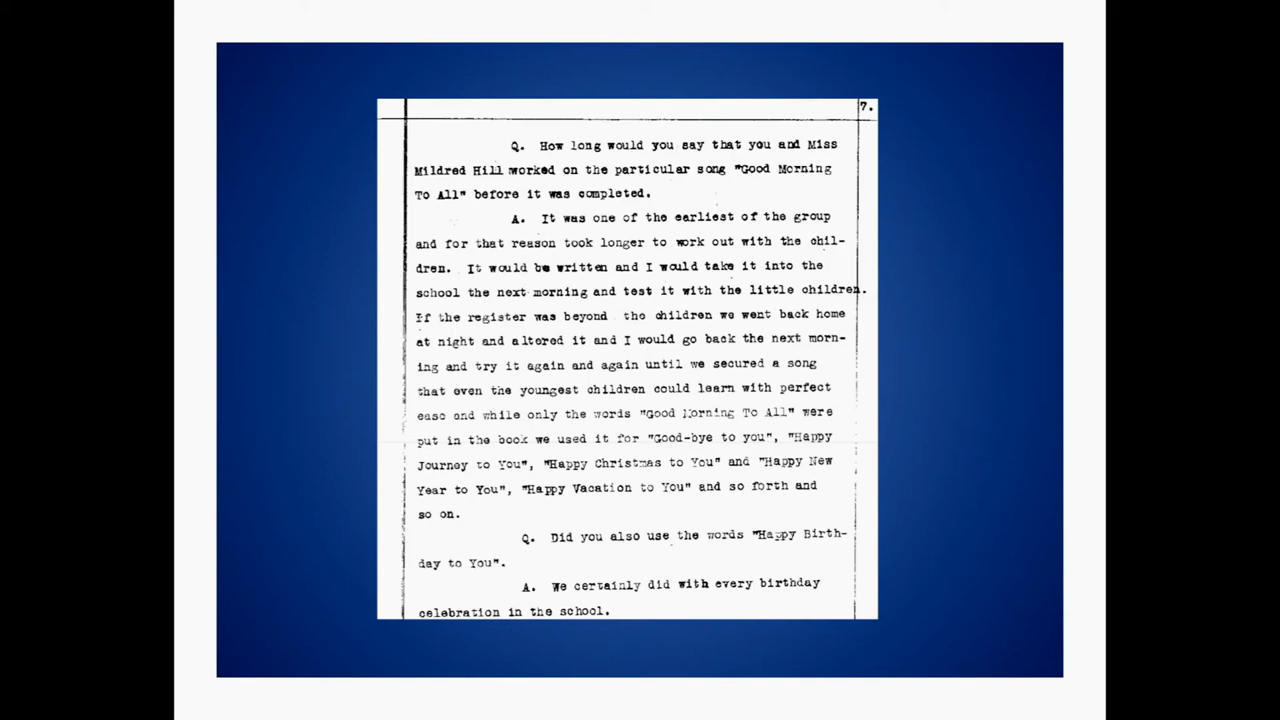 7.
Q. How long would you say that you and Miss
Mildred Hill worked on the particular song "Good Morning
To All" before it was completed.
A. It was one of the earliest of the group
and for that reason took longer to work out with the chil-
dren. It would be written and I would take it into the
school the next morning and test it with the little children.
If the register was beyond the children we went back home
at night and altered it and I would go back the next morn-
ing and try it again and again until we secured a song
that even the youngest children could learn with perfect
ease and while only the words "Good Morning To All" were
put in the book we used it for "Good-bye to you", "Happy
Journey to You", "Happy Christmas to You" and "Happy New
Year to You", "Happy Vacation to You" and so forth and
so on.
Q. Did you also use the words "Happy Birth-
day to You".
A. We certainly did with every birthday
celebration in the school.